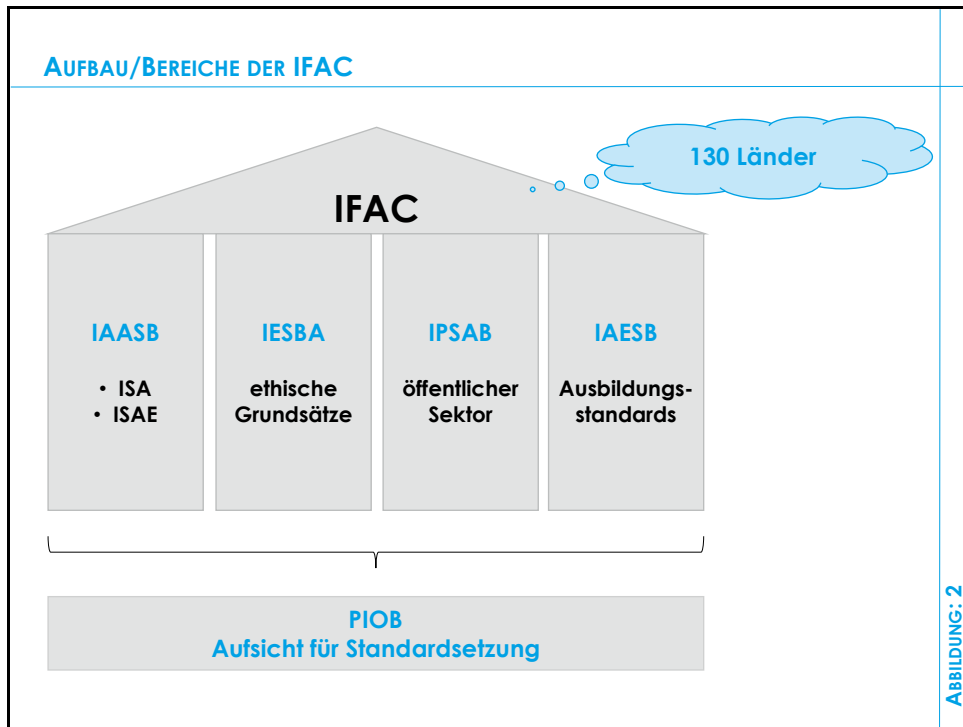 AUFBAU/BEREICHE DER IFAC
130 Länder
IFAC
IAASB
• ISA
• ISAE
IESBA
ethische
Grundsätze
IPSAB
öffentlicher
Sektor
IAESB
Ausbildungs-
standards
PIOB
Aufsicht für Standardsetzung
ABBILDUNG: 2